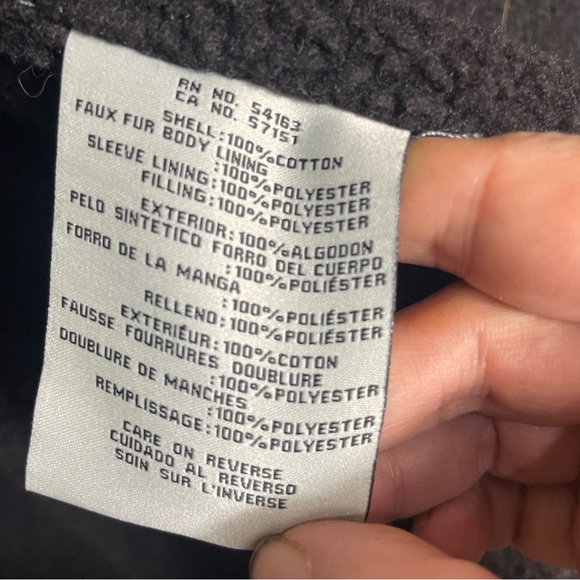 RN NO. 54163
CA NO. 57151
SHELL:100%COTTON
FAUX FUR BODY LINING
:100%POLYESTER
SLEEVE LINING:100%POLYESTER
FILLING:100%POLYESTER
EXTERIOR:100%ALGODON
PELO SINTETICO FORRO DEL CUERPO
:100%POLIÉSTER
FORRO DE LA MANGA
:100%POLIÉSTER
RELLENO:100%POLIÉSTER
EXTERIEUR:100%COTON
FAUSSE FOURRURES DOUBLURE
:100%POLYESTER
DOUBLURE DE MANCHES
:100%POLYESTER
REMPLISSAGE:100%POLYESTER
CARE ON REVERSE
CUIDADO AL REVERSO
SOIN SUR L'INVERSE